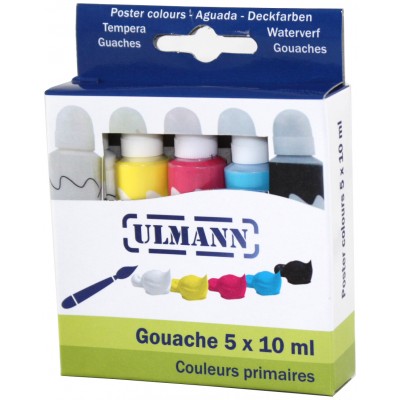 Poster colours - Aguada - Deckfarben
Tempera
Guaches
Waterverf
Gouaches
ULMANN
Gouache 5 x 10 ml
Couleurs primaires
Poster colours 5 x 10 ml